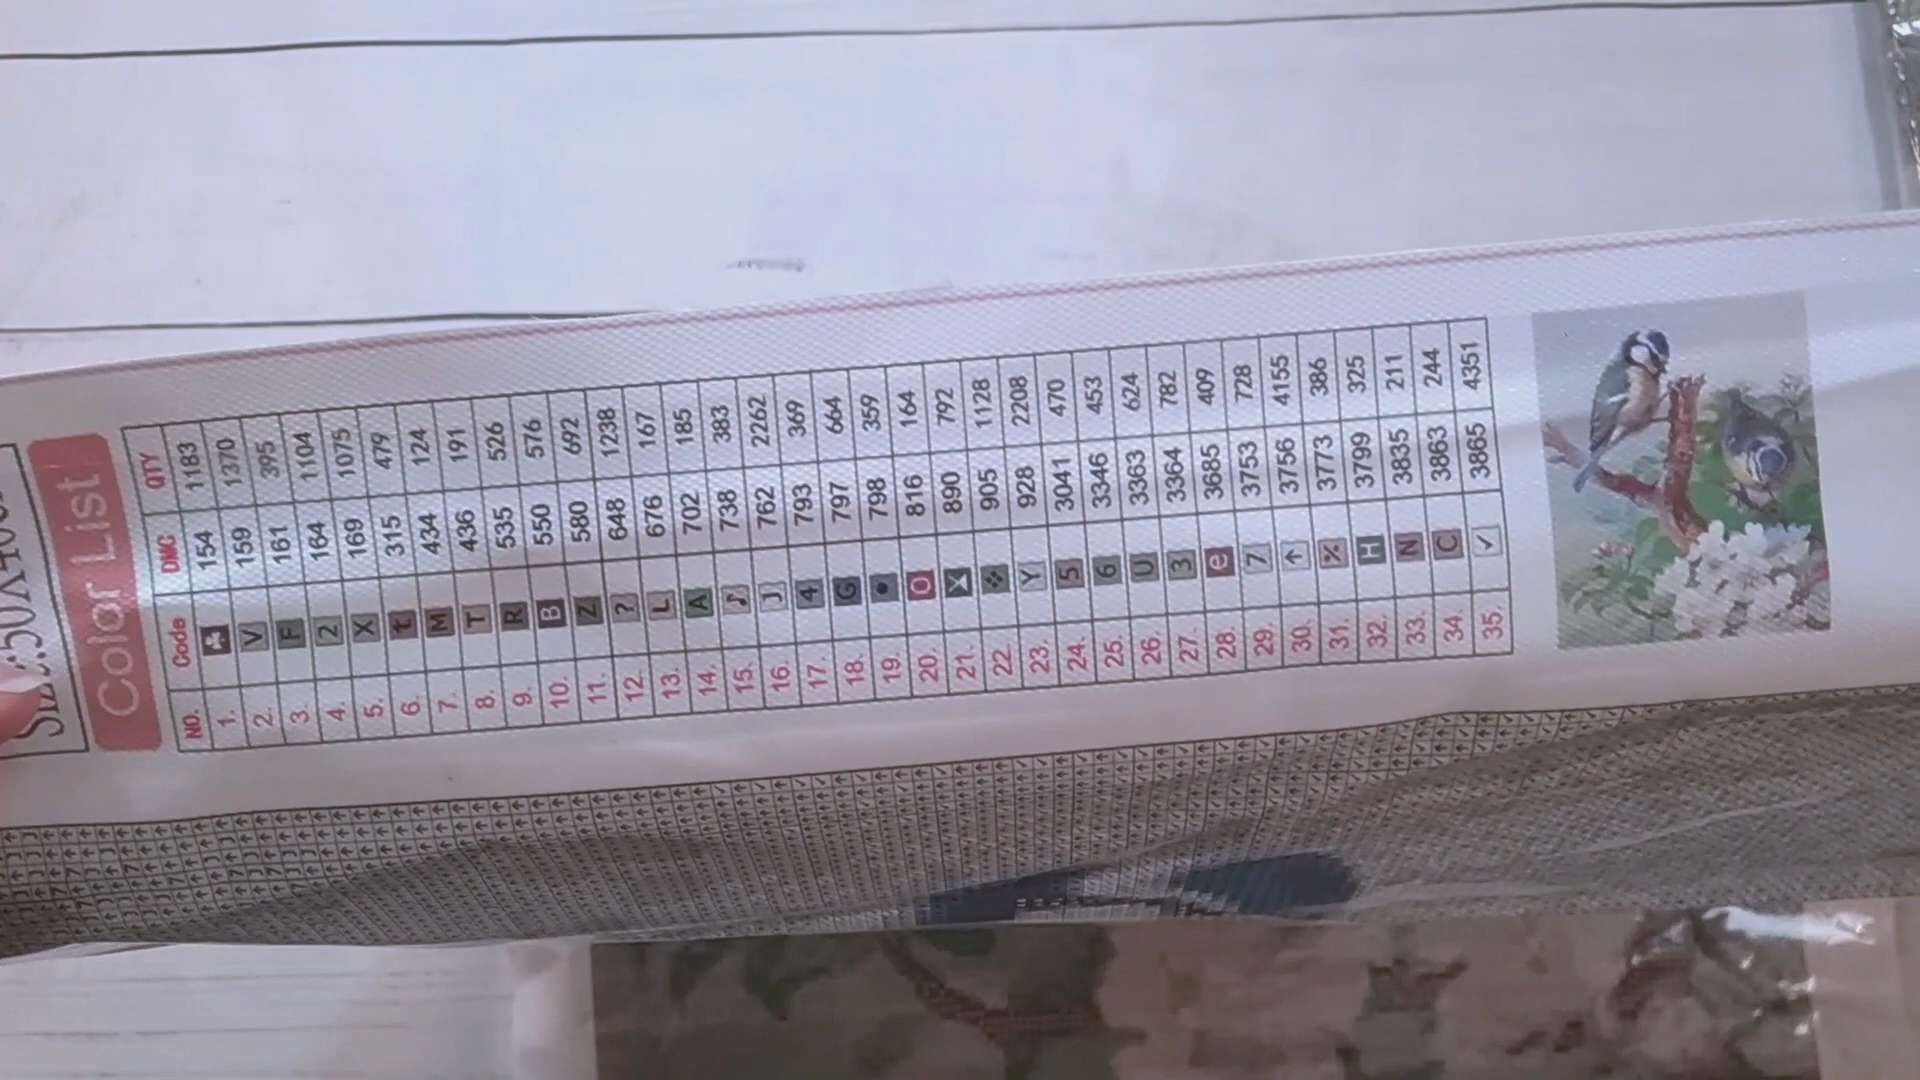 Color List
NO. Code DMC QTY
1. ♣ 154 1183
2. V 159 1370
3. F 161 395
4. 2 164 1104
5. X 169 1075
6. t 315 479
7. M 434 124
8. T 436 191
9. R 535 526
10. B 550 576
11. Z 580 692
12. ? 648 1238
13. L 676 167
14. A 702 185
15. ♪ 738 383
16. J 762 2262
17. 4 793 369
18. G 797 664
19. ● 798 359
20. O 816 164
21. 890 792
22. ❖ 905 1128
23. Y 928 2208
24. 5 3041 470
25. 6 3346 453
26. U 3363 624
27. 3 3364 782
28. e 3685 409
29. 7 3753 728
30. ↑ 3756 4155
31. % 3773 386
32. H 3799 325
33. N 3835 211
34. C 3863 244
35. ✓ 3865 4351